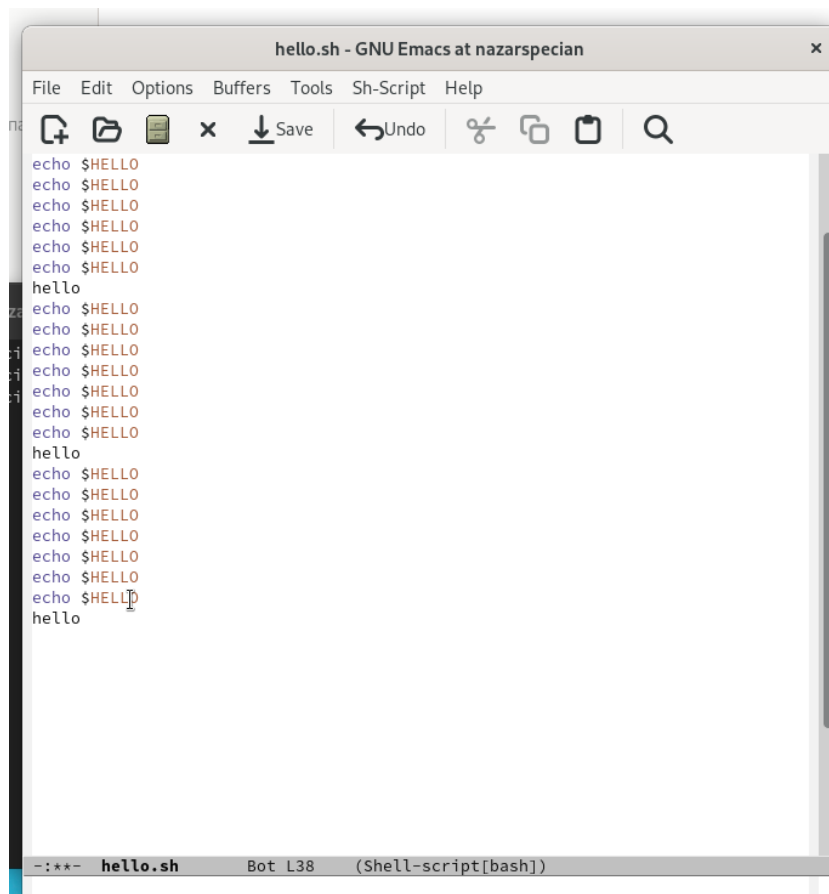 hello.sh - GNU Emacs at nazarspecian
File Edit Options Buffers Tools Sh-Script Help
Save Undo
echo $HELLO
echo $HELLO
echo $HELLO
echo $HELLO
echo $HELLO
echo $HELLO
hello
echo $HELLO
echo $HELLO
echo $HELLO
echo $HELLO
echo $HELLO
echo $HELLO
echo $HELLO
hello
echo $HELLO
echo $HELLO
echo $HELLO
echo $HELLO
echo $HELLO
echo $HELLO
echo $HELLO
hello
-:**- hello.sh Bot L38 (Shell-script[bash])